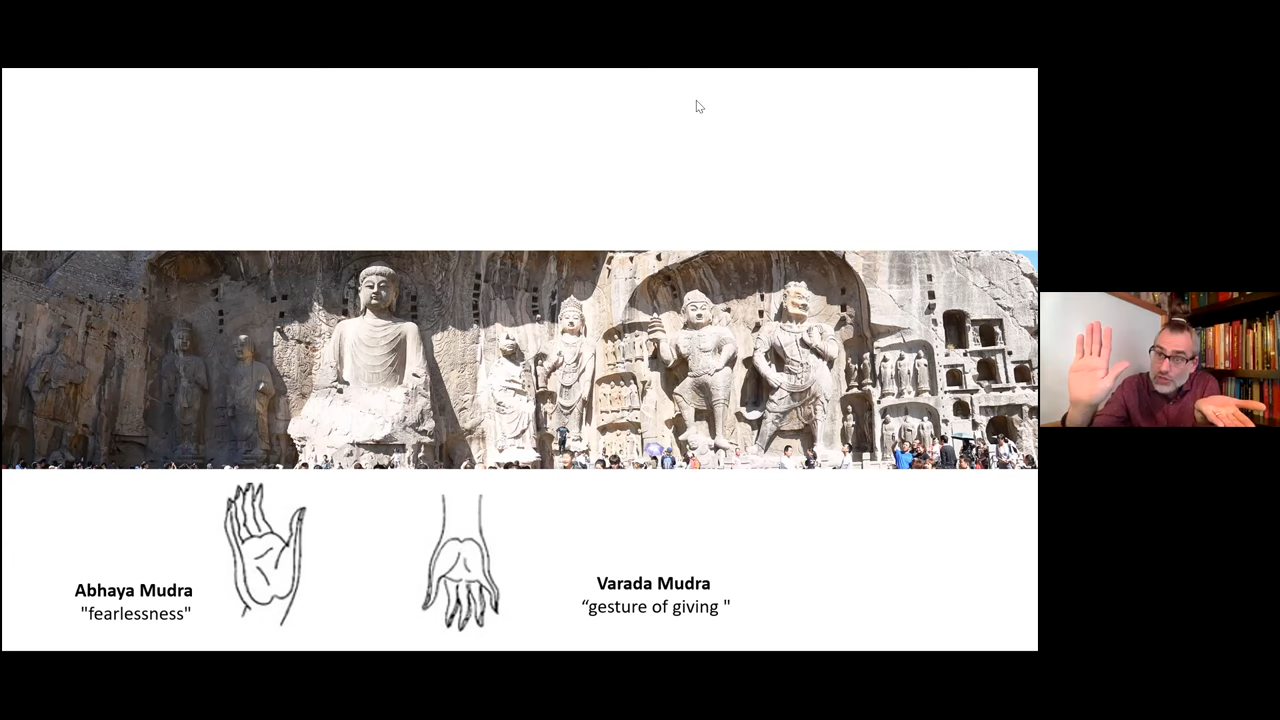 Abhaya Mudra
"fearlessness"
Varada Mudra
“gesture of giving "